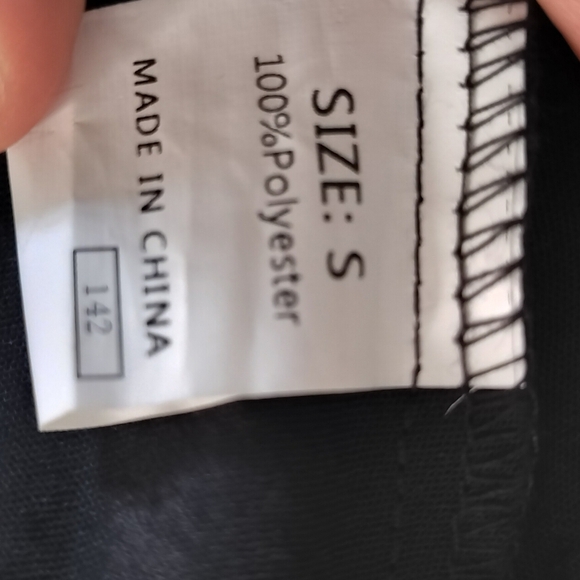 SIZE: S
100%Polyester
MADE IN CHINA
142